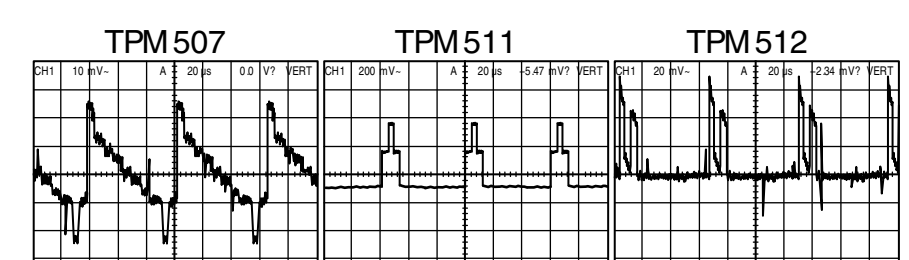 TPM 507 TPM 511 TPM 512
CH1 10 mV~ A 20 µs 0.0 V? VERT CH1 200 mV~ A 20 µs -5.47 mV? VERT CH1 20 mV~ A 20 µs -2.34 mV? VERT